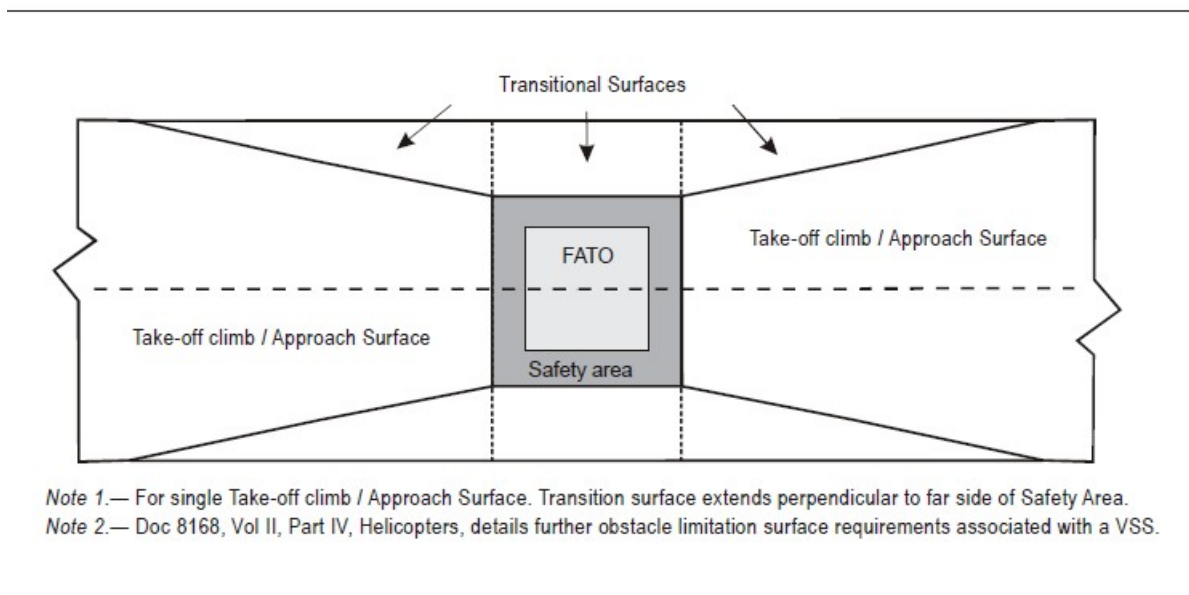 Transitional Surfaces
Take-off climb / Approach Surface
FATO
Take-off climb / Approach Surface
Safety area
Note 1.— For single Take-off climb / Approach Surface. Transition surface extends perpendicular to far side of Safety Area.
Note 2.— Doc 8168, Vol II, Part IV, Helicopters, details further obstacle limitation surface requirements associated with a VSS.